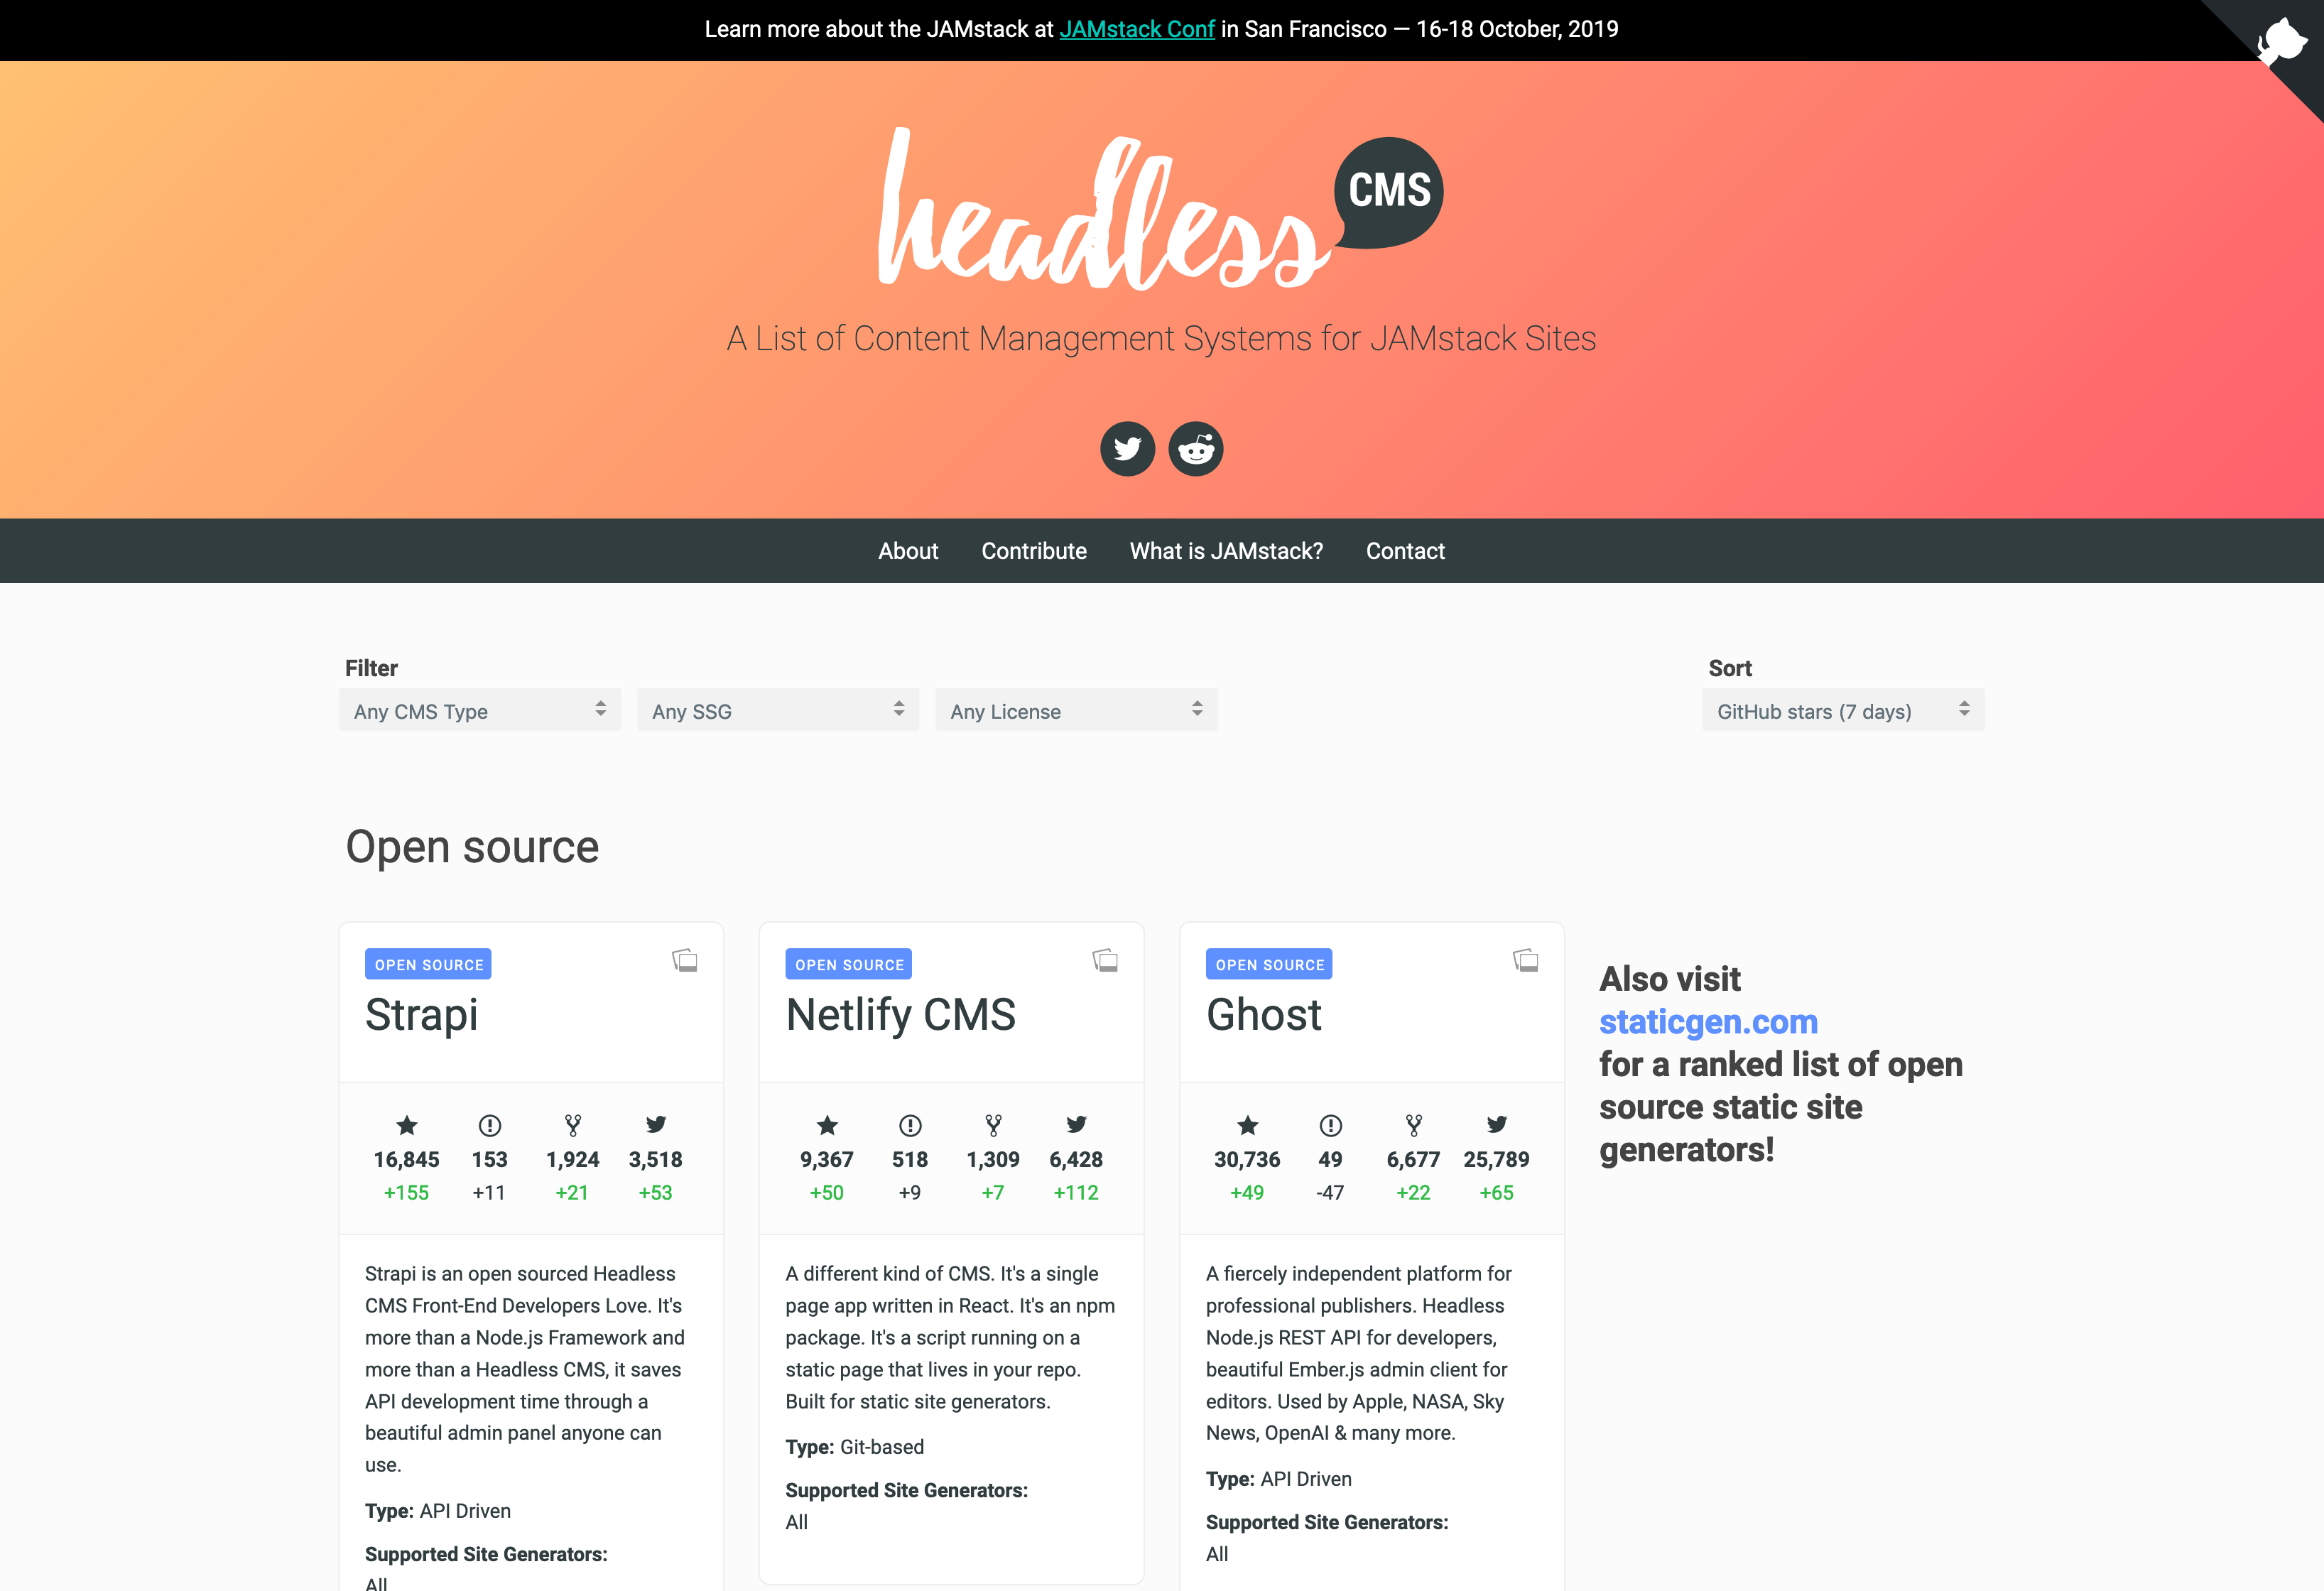 Learn more about the JAMstack at JAMstack Conf in San Francisco — 16-18 October, 2019
headless CMS
A List of Content Management Systems for JAMstack Sites
About Contribute What is JAMstack? Contact
Filter
Any CMS Type
Any SSG
Any License
Sort
GitHub stars (7 days)
Open source
OPEN SOURCE
Strapi
16,845 153 1,924 3,518
+155 +11 +21 +53
Strapi is an open sourced Headless
CMS Front-End Developers Love. It's
more than a Node.js Framework and
more than a Headless CMS, it saves
API development time through a
beautiful admin panel anyone can
use.
Type: API Driven
Supported Site Generators:
All
OPEN SOURCE
Netlify CMS
9,367 518 1,309 6,428
+50 +9 +7 +112
A different kind of CMS. It's a single
page app written in React. It's an npm
package. It's a script running on a
static page that lives in your repo.
Built for static site generators.
Type: Git-based
Supported Site Generators:
All
OPEN SOURCE
Ghost
30,736 49 6,677 25,789
+49 -47 +22 +65
A fiercely independent platform for
professional publishers. Headless
Node.js REST API for developers,
beautiful Ember.js admin client for
editors. Used by Apple, NASA, Sky
News, OpenAI & many more.
Type: API Driven
Supported Site Generators:
All
Also visit
staticgen.com
for a ranked list of open
source static site
generators!